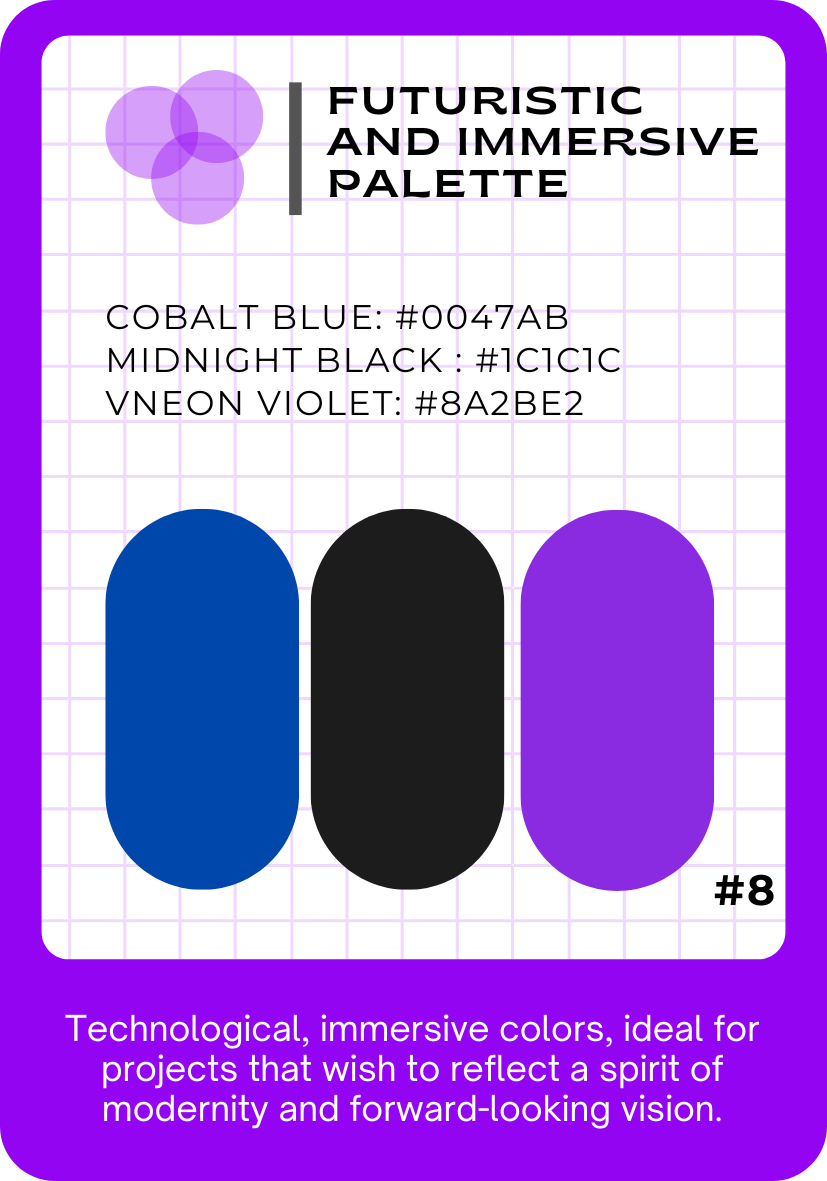 FUTURISTIC
AND IMMERSIVE
PALETTE
COBALT BLUE: #0047AB
MIDNIGHT BLACK : #1C1C1C
VNEON VIOLET: #8A2BE2
#8
Technological, immersive colors, ideal for
projects that wish to reflect a spirit of
modernity and forward-looking vision.